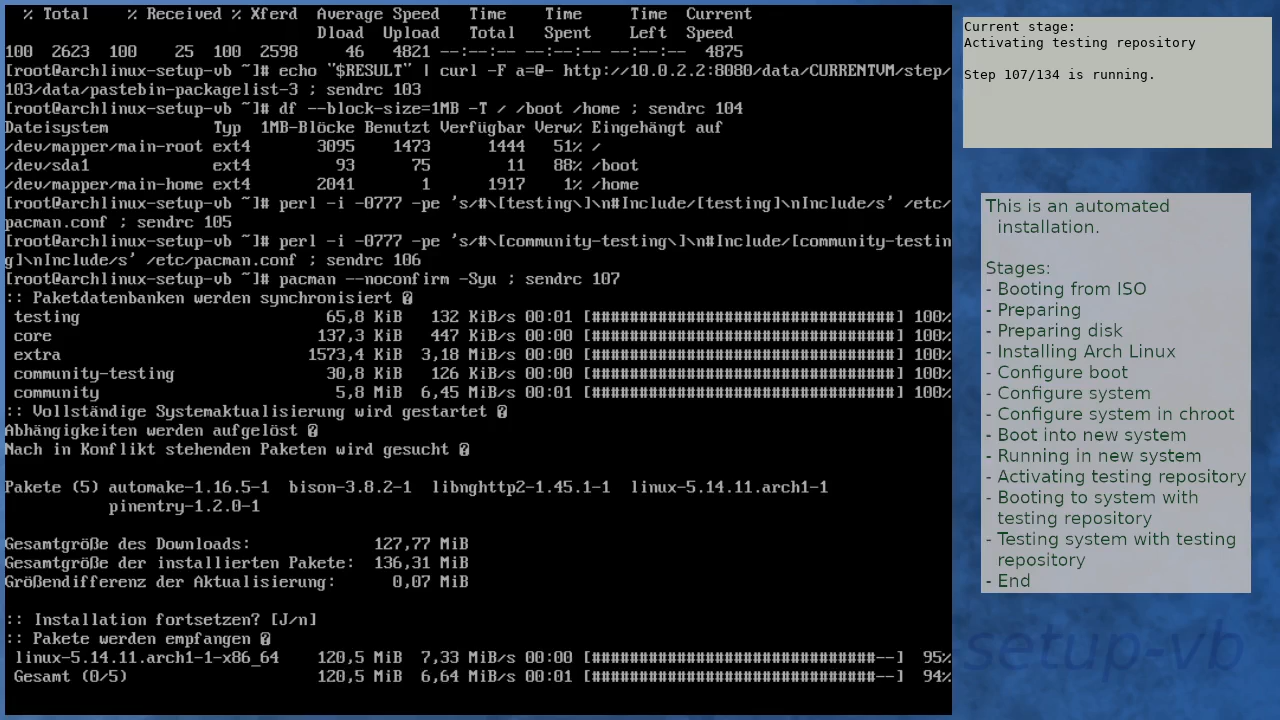 % Total    % Received % Xferd  Average Speed   Time    Time     Time  Current
                                 Dload  Upload   Total   Spent    Left  Speed
100  2623  100    25  100  2598     46   4821 --:--:-- --:--:-- --:--:--  4875
[root@archlinux-setup-vb ~]# echo "$RESULT" | curl -F a=@- http://10.0.2.2:8080/data/CURRENTVM/step/
103/data/pastebin-packagelist-3 ; sendrc 103
[root@archlinux-setup-vb ~]# df --block-size=1MB -T / /boot /home ; sendrc 104
Dateisystem           Typ  1MB-Blöcke Benutzt Verfügbar Verw% Eingehängt auf
/dev/mapper/main-root ext4       3095    1473      1444   51% /
/dev/sda1             ext4         93      75        11   88% /boot
/dev/mapper/main-home ext4       2041       1      1917    1% /home
[root@archlinux-setup-vb ~]# perl -i -0777 -pe 's/#\[testing\]\n#Include/[testing]\nInclude/s' /etc/
pacman.conf ; sendrc 105
[root@archlinux-setup-vb ~]# perl -i -0777 -pe 's/#\[community-testing\]\n#Include/[community-testin
g]\nInclude/s' /etc/pacman.conf ; sendrc 106
[root@archlinux-setup-vb ~]# pacman --noconfirm -Syu ; sendrc 107
:: Paketdatenbanken werden synchronisiert �
 testing                         65,8 KiB   132 KiB/s 00:01 [################################] 100%
 core                           137,3 KiB   447 KiB/s 00:00 [################################] 100%
 extra                         1573,4 KiB  3,18 MiB/s 00:00 [################################] 100%
 community-testing               30,8 KiB   126 KiB/s 00:00 [################################] 100%
 community                        5,8 MiB  6,45 MiB/s 00:01 [################################] 100%
:: Vollständige Systemaktualisierung wird gestartet �
Abhängigkeiten werden aufgelöst �
Nach in Konflikt stehenden Paketen wird gesucht �
Pakete (5) automake-1.16.5-1  bison-3.8.2-1  libnghttp2-1.45.1-1  linux-5.14.11.arch1-1
           pinentry-1.2.0-1
Gesamtgröße des Downloads:             127,77 MiB
Gesamtgröße der installierten Pakete:  136,31 MiB
Größendifferenz der Aktualisierung:      0,07 MiB
:: Installation fortsetzen? [J/n]
:: Pakete werden empfangen �
 linux-5.14.11.arch1-1-x86_64    120,5 MiB  7,33 MiB/s 00:00 [##############################--]  95%
 Gesamt (0/5)                    120,5 MiB  6,64 MiB/s 00:01 [##############################--]  94%
Current stage:
Activating testing repository
Step 107/134 is running.
This is an automated
installation.
Stages:
- Booting from ISO
- Preparing
- Preparing disk
- Installing Arch Linux
- Configure boot
- Configure system
- Configure system in chroot
- Boot into new system
- Running in new system
- Activating testing repository
- Booting to system with
testing repository
- Testing system with testing
repository
- End
setup-vb